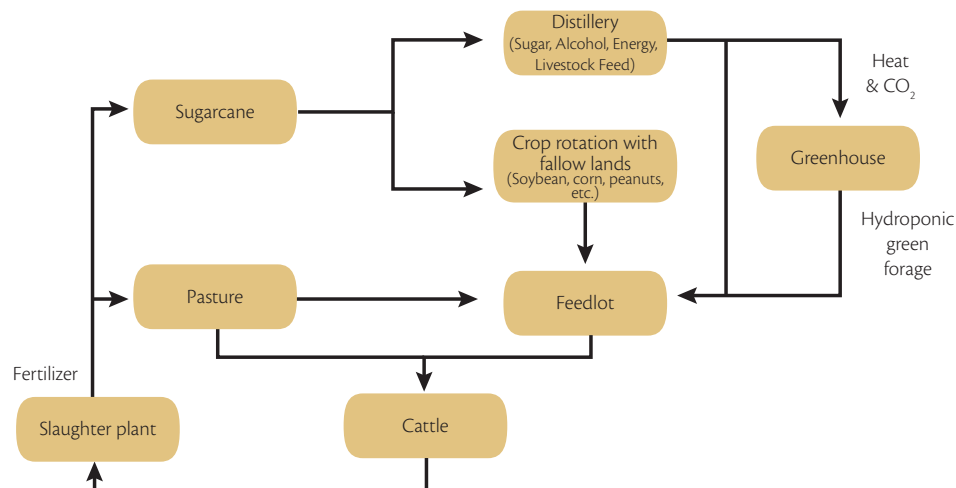 Distillery
(Sugar, Alcohol, Energy,
Livestock Feed)
Heat
& CO₂
Sugarcane
Crop rotation with
fallow lands
(Soybean, corn, peanuts,
etc.)
Greenhouse
Hydroponic
green
forage
Pasture
Feedlot
Fertilizer
Slaughter plant
Cattle